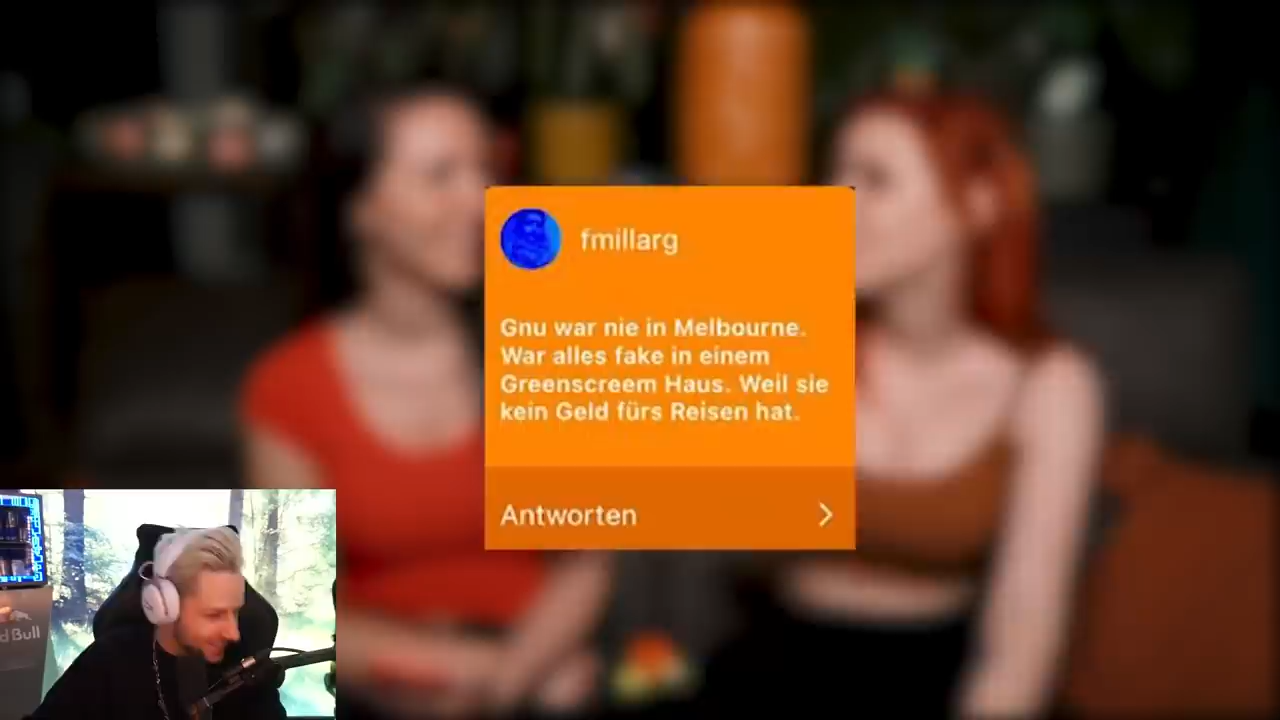 fmillarg
Gnu war nie in Melbourne.
War alles fake in einem
Greenscreem Haus. Weil sie
kein Geld fürs Reisen hat.
Antworten
d Bull